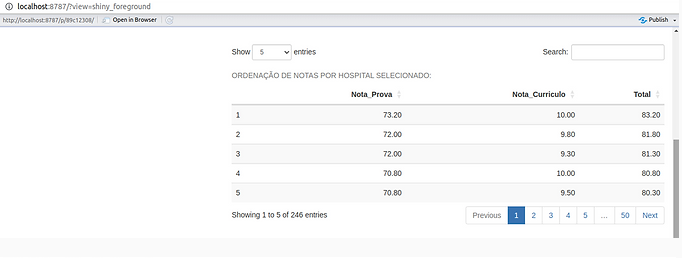 localhost:8787/?view=shiny_foreground
http://localhost:8787/p/89c12308/ Open in Browser Publish
Show 5 entries Search:
ORDENAÇÃO DE NOTAS POR HOSPITAL SELECIONADO:
Nota_Prova Nota_Curriculo Total
1 73.20 10.00 83.20
2 72.00 9.80 81.80
3 72.00 9.30 81.30
4 70.80 10.00 80.80
5 70.80 9.50 80.30
Showing 1 to 5 of 246 entries Previous 1 2 3 4 5 … 50 Next